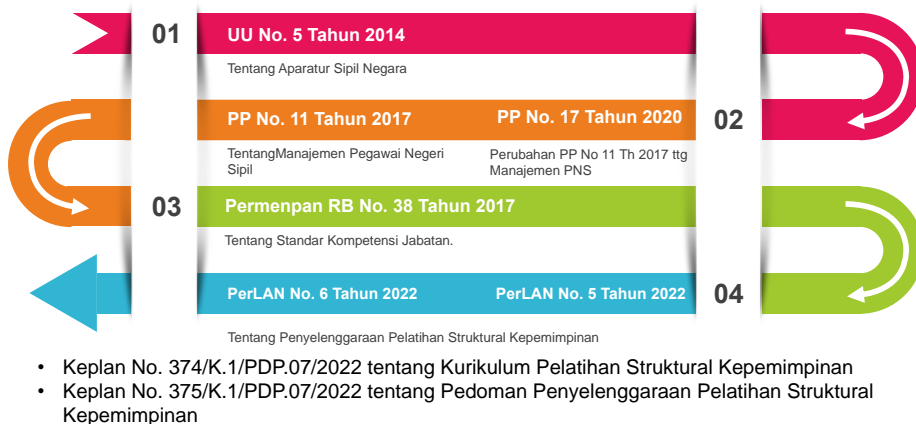 01
UU No. 5 Tahun 2014
Tentang Aparatur Sipil Negara
PP No. 11 Tahun 2017
PP No. 17 Tahun 2020
02
TentangManajemen Pegawai Negeri
Sipil
Perubahan PP No 11 Th 2017 ttg
Manajemen PNS
03
Permenpan RB No. 38 Tahun 2017
Tentang Standar Kompetensi Jabatan.
PerLAN No. 6 Tahun 2022
PerLAN No. 5 Tahun 2022
04
Tentang Penyelenggaraan Pelatihan Struktural Kepemimpinan
• Keplan No. 374/K.1/PDP.07/2022 tentang Kurikulum Pelatihan Struktural Kepemimpinan
• Keplan No. 375/K.1/PDP.07/2022 tentang Pedoman Penyelenggaraan Pelatihan Struktural
Kepemimpinan